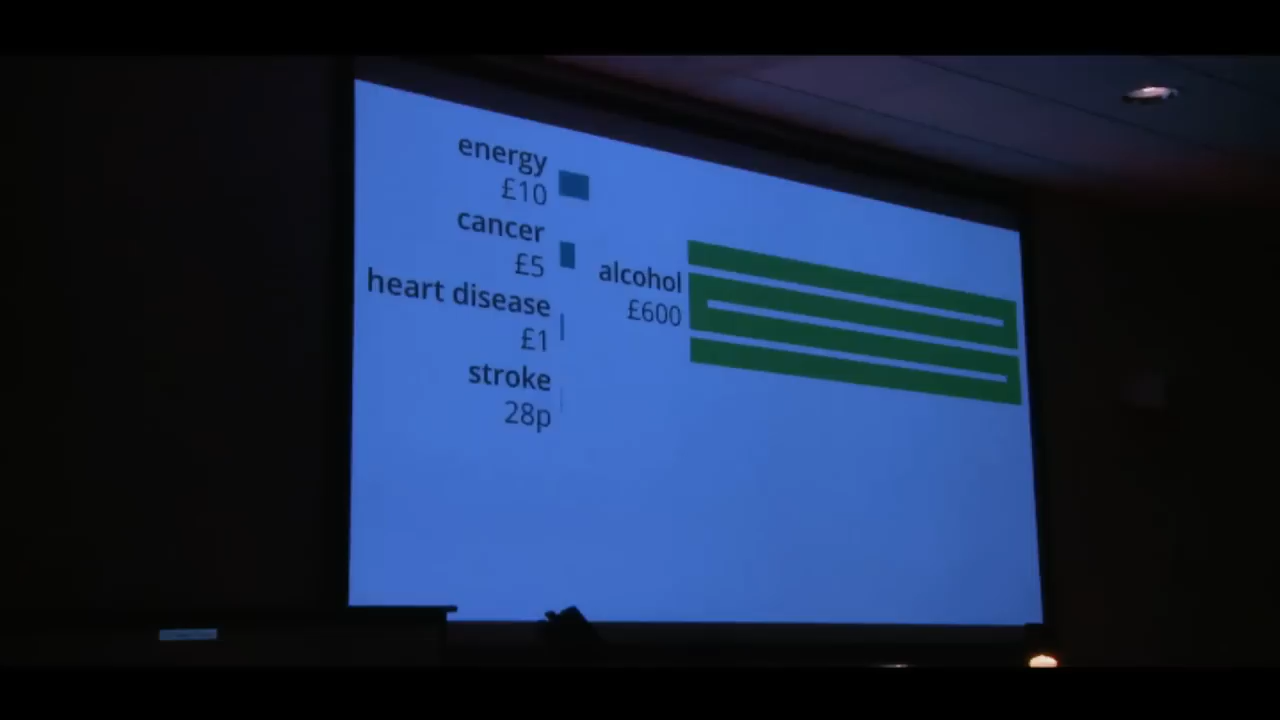 energy
£10
cancer
£5
heart disease
£1
stroke
28p
alcohol
£600